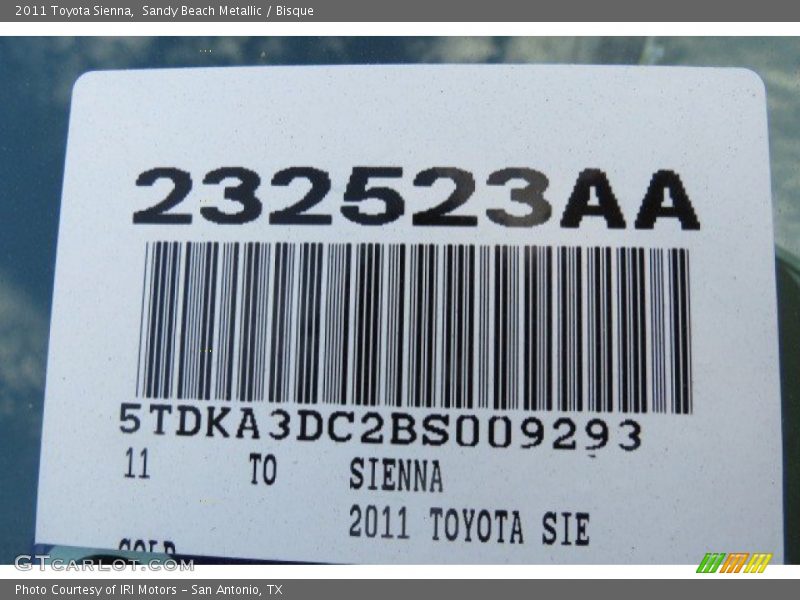 2011 Toyota Sienna, Sandy Beach Metallic / Bisque
232523AA
5TDKA3DC2BS009293
11 TO SIENNA
2011 TOYOTA SIE
GOLD
GTCARLOT.COM
Photo Courtesy of IRI Motors - San Antonio, TX